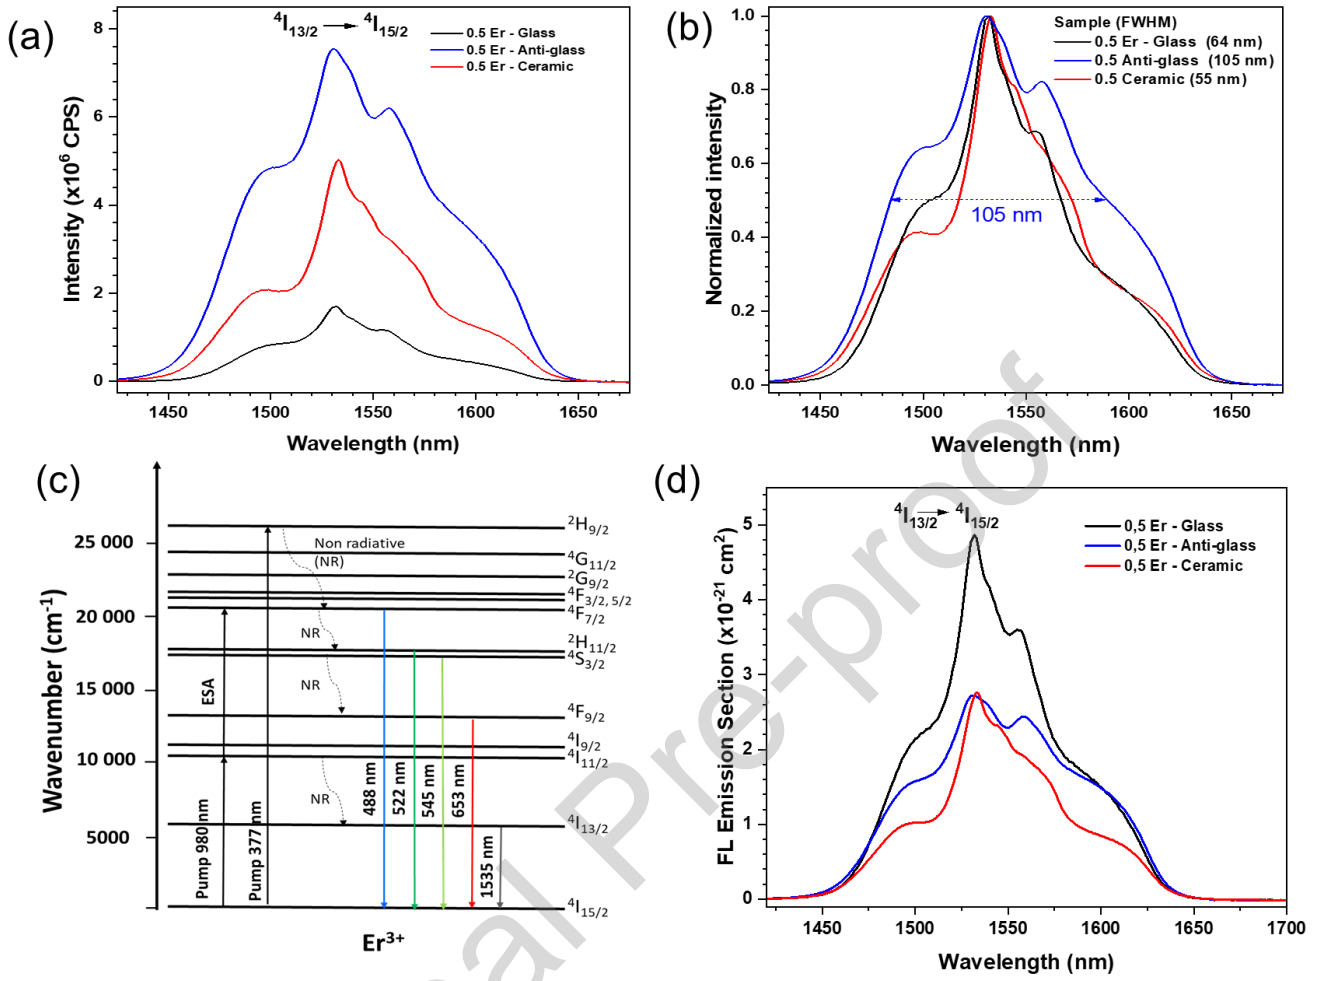 (a)
⁴I₁₃/₂ → ⁴I₁₅/₂
0.5 Er - Glass
0.5 Er - Anti-glass
0.5 Er - Ceramic
Intensity (x10⁶ CPS)
8
6
4
2
0
1450 1500 1550 1600 1650
Wavelength (nm)
(b)
Sample (FWHM)
0.5 Er - Glass (64 nm)
0.5 Anti-glass (105 nm)
0.5 Ceramic (55 nm)
105 nm
Normalized intensity
1.0
0.8
0.6
0.4
0.2
0.0
1450 1500 1550 1600 1650
Wavelength (nm)
(c)
Wavenumber (cm⁻¹)
25 000
20 000
15 000
10 000
5000
²H₉/₂
⁴G₁₁/₂
²G₉/₂
⁴F₃/₂, ₅/₂
⁴F₇/₂
²H₁₁/₂
⁴S₃/₂
⁴F₉/₂
⁴I₉/₂
⁴I₁₁/₂
⁴I₁₃/₂
⁴I₁₅/₂
Non radiative
(NR)
NR
NR
NR
ESA
Pump 980 nm
Pump 377 nm
488 nm
522 nm
545 nm
653 nm
1535 nm
Er³⁺
(d)
⁴I₁₃/₂ → ⁴I₁₅/₂
0,5 Er - Glass
0,5 Er - Anti-glass
0,5 Er - Ceramic
FL Emission Section (x10⁻²¹ cm²)
5
4
3
2
1
0
1450 1500 1550 1600 1650 1700
Wavelength (nm)
al Pre-proof